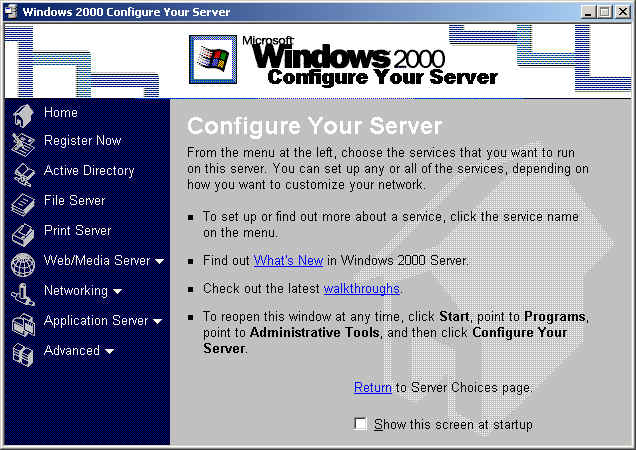 Windows 2000 Configure Your Server
Microsoft
Windows 2000
Configure Your Server
Home
Register Now
Active Directory
File Server
Print Server
Web/Media Server
Networking
Application Server
Advanced
Configure Your Server
From the menu at the left, choose the services that you want to run
on this server. You can set up any or all of the services, depending on
how you want to customize your network.
To set up or find out more about a service, click the service name
on the menu.
Find out What's New in Windows 2000 Server.
Check out the latest walkthroughs.
To reopen this window at any time, click Start, point to Programs,
point to Administrative Tools, and then click Configure Your
Server.
Return to Server Choices page.
Show this screen at startup